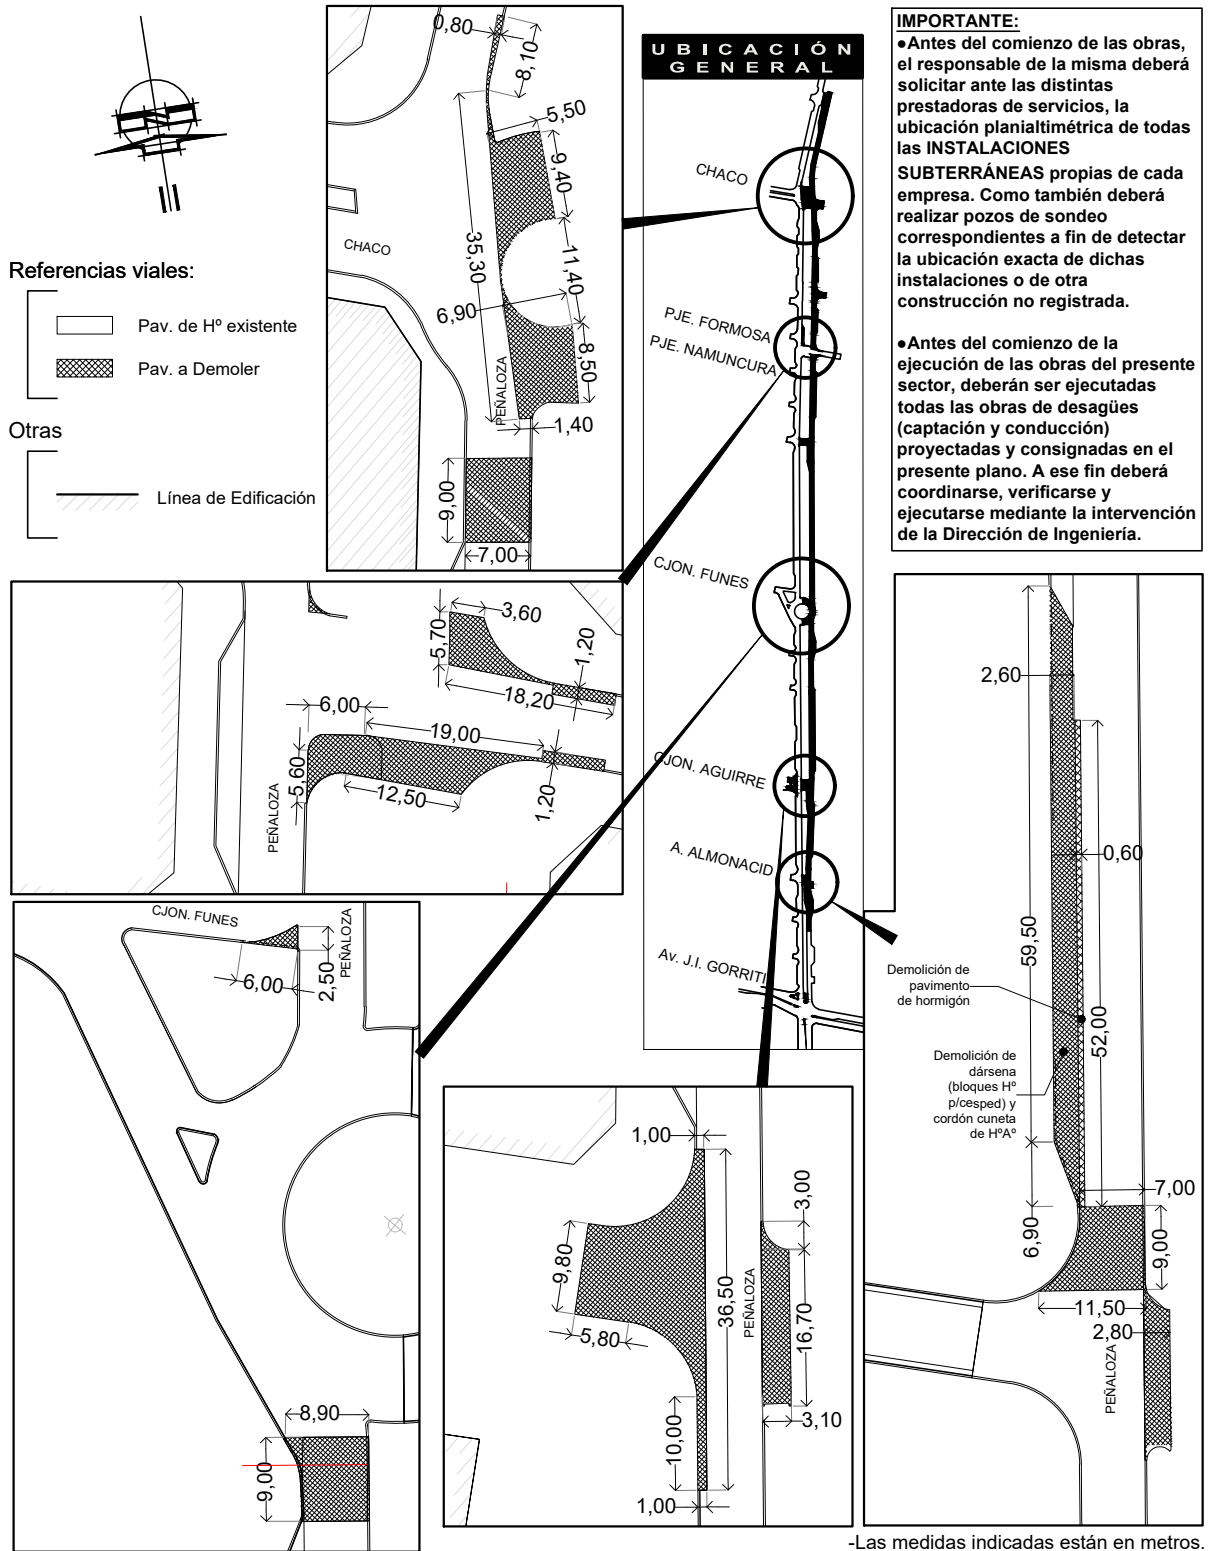 0,80
8,10
5,50
9,40
35,30
11,40
CHACO
6,90
8,50
PEÑALOZA
1,40
9,00
7,00
Referencias viales:
Pav. de Hº existente
Pav. a Demoler
Otras
Línea de Edificación
UBICACIÓN
GENERAL
CHACO
PJE. FORMOSA
PJE. NAMUNCURA
CJON. FUNES
CJON. AGUIRRE
A. ALMONACID
Av. J.I. GORRITI
IMPORTANTE:
●Antes del comienzo de las obras,
el responsable de la misma deberá
solicitar ante las distintas
prestadoras de servicios, la
ubicación planialtimétrica de todas
las INSTALACIONES
SUBTERRÁNEAS propias de cada
empresa. Como también deberá
realizar pozos de sondeo
correspondientes a fin de detectar
la ubicación exacta de dichas
instalaciones o de otra
construcción no registrada.
●Antes del comienzo de la
ejecución de las obras del presente
sector, deberán ser ejecutadas
todas las obras de desagües
(captación y conducción)
proyectadas y consignadas en el
presente plano. A ese fin deberá
coordinarse, verificarse y
ejecutarse mediante la intervención
de la Dirección de Ingeniería.
3,60
5,70
1,20
18,20
6,00
19,00
5,60
12,50
1,20
PEÑALOZA
CJON. FUNES
PEÑALOZA
6,00
2,50
8,90
9,00
1,00
3,00
9,80
36,50
PEÑALOZA
16,70
5,80
10,00
3,10
1,00
2,60
0,60
59,50
Demolición de
pavimento
de hormigón
52,00
Demolición de
dársena
(bloques Hº
p/cesped) y
cordón cuneta
de HºAº
7,00
6,90
9,00
11,50
2,80
PEÑALOZA
-Las medidas indicadas están en metros.